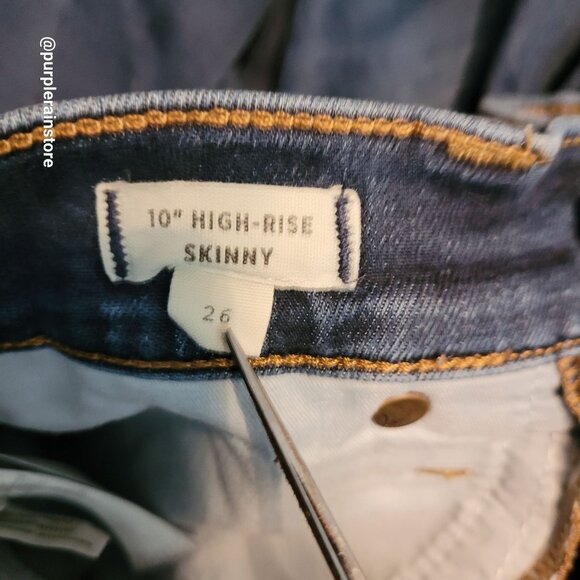 @purplerainstore
10" HIGH-RISE
SKINNY
26